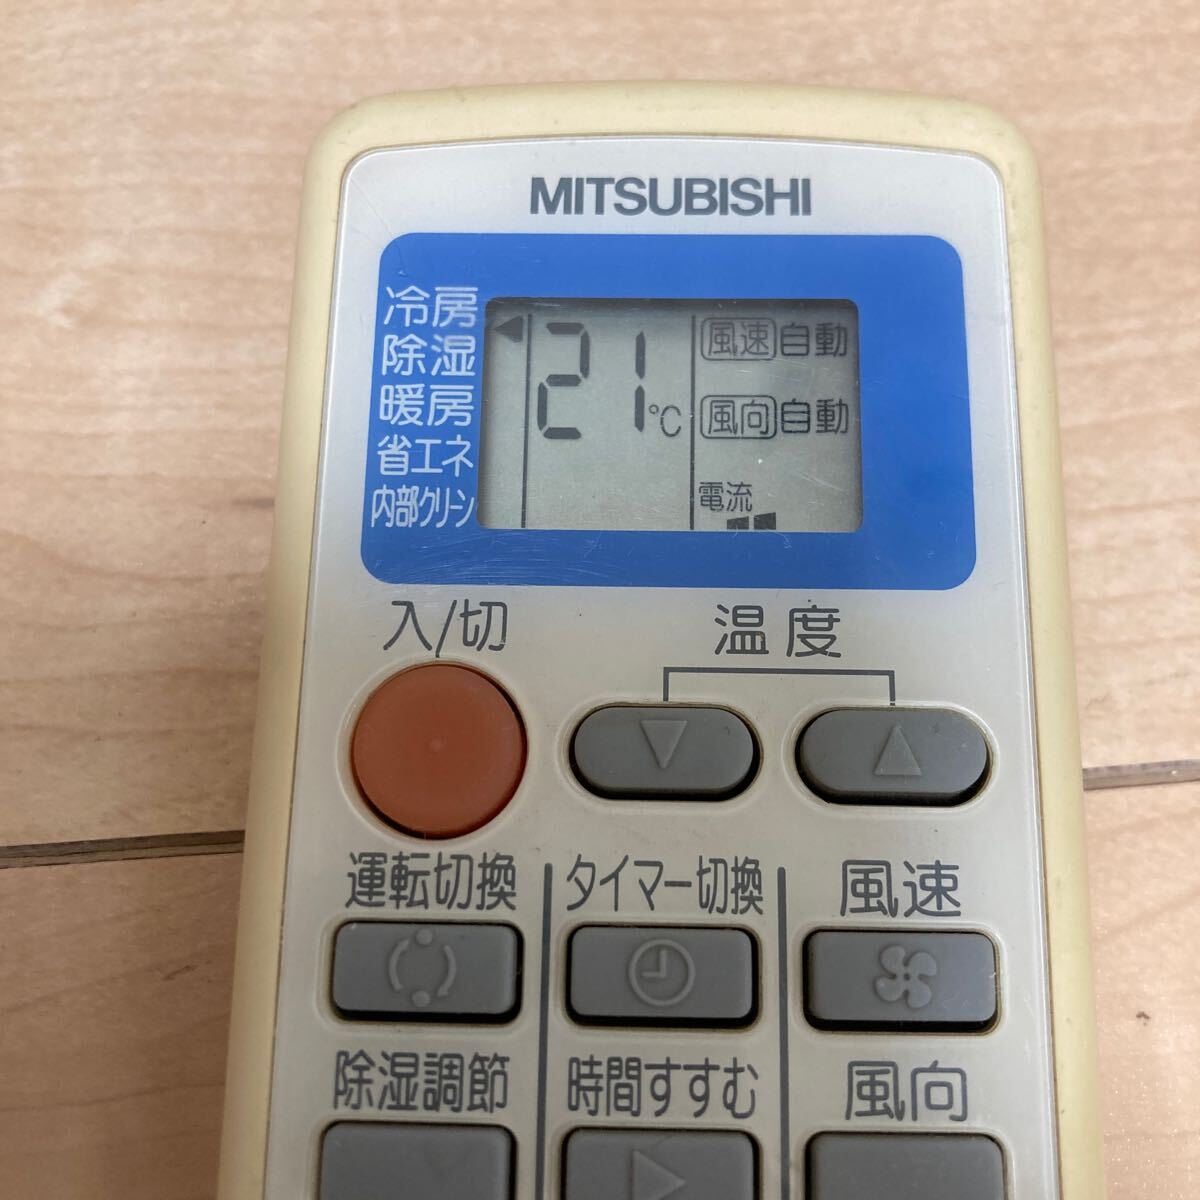 MITSUBISHI
冷房
除湿
暖房
省エネ
内部クリーン
21℃
風速 自動
風向 自動
電流
入/切
温度
運転切換
タイマー切換
風速
除湿調節
時間すすむ
風向